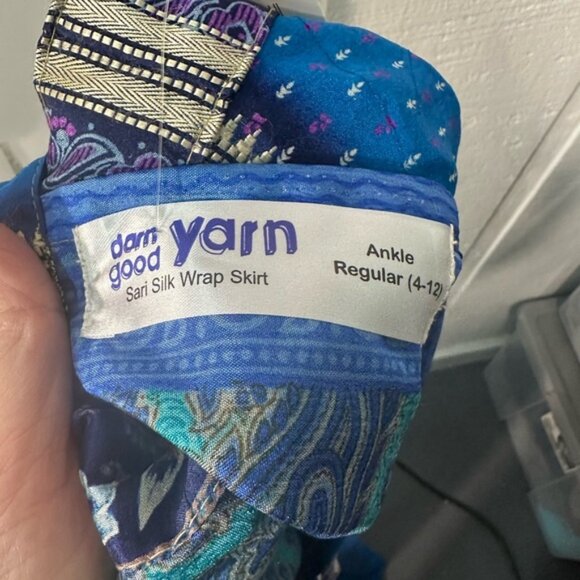 darn good yarn
Sari Silk Wrap Skirt
Ankle
Regular (4-12)